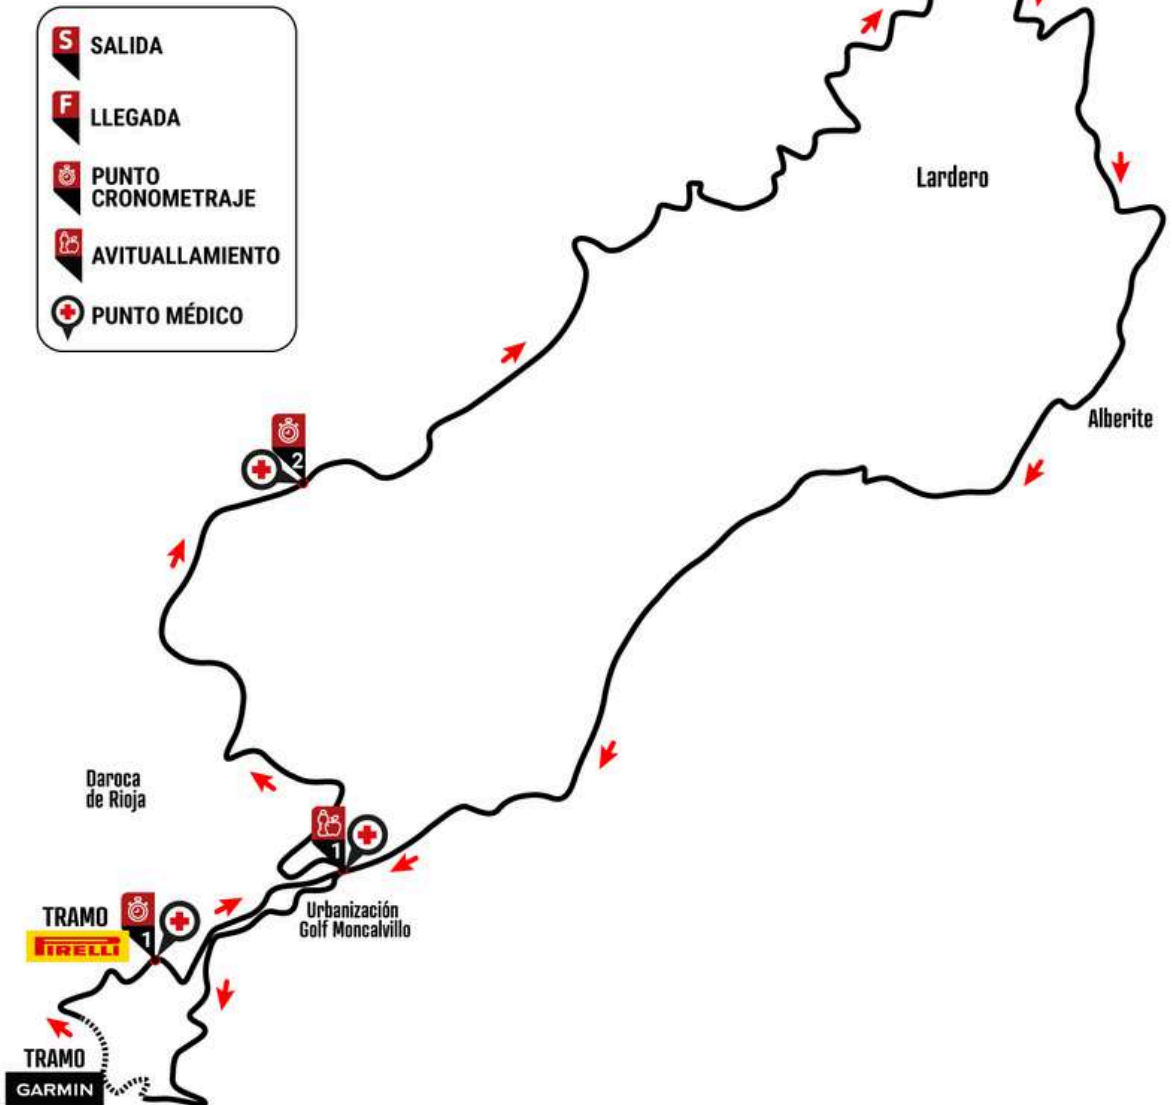 S
SALIDA
F
LLEGADA
PUNTO
CRONOMETRAJE
AVITUALLAMIENTO
PUNTO MÉDICO
Lardero
Alberite
2
Daroca
de Rioja
1
Urbanización
Golf Moncalvillo
TRAMO
PIRELLI
1
TRAMO
GARMIN